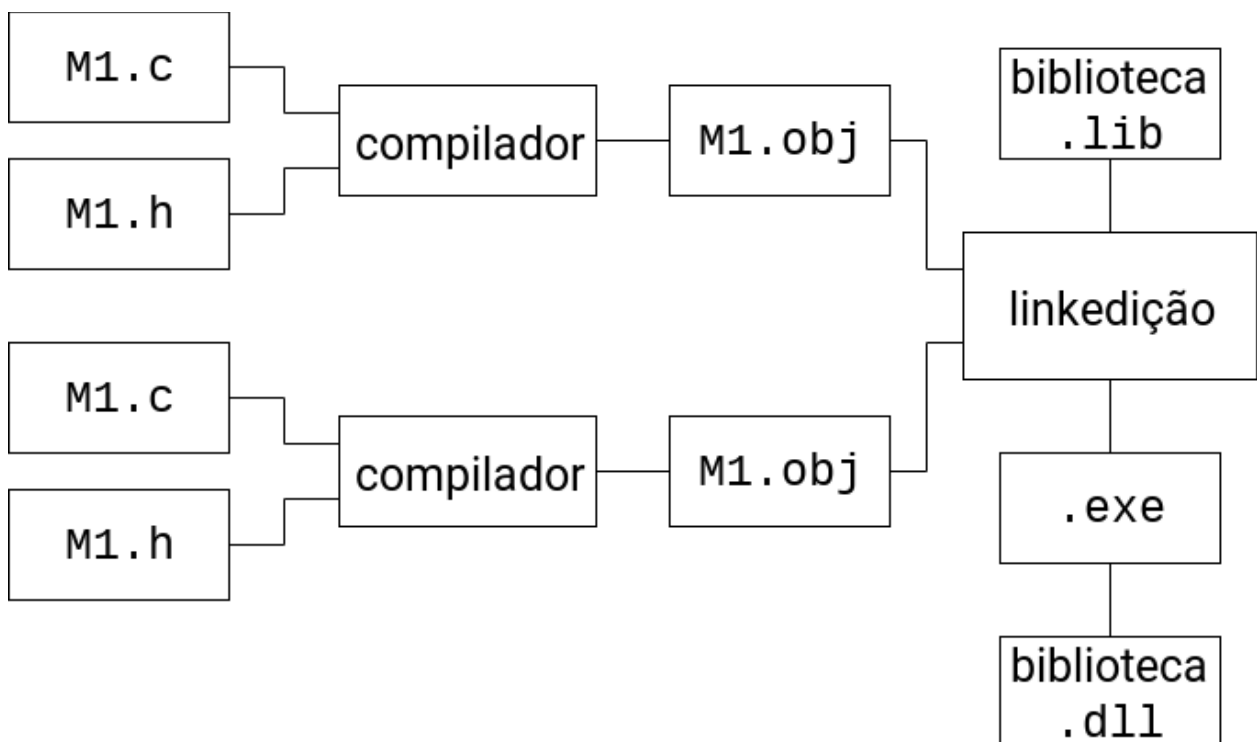 M1.c
M1.h
compilador
M1.obj
M1.c
M1.h
compilador
M1.obj
biblioteca
.lib
linkedição
.exe
biblioteca
.dll